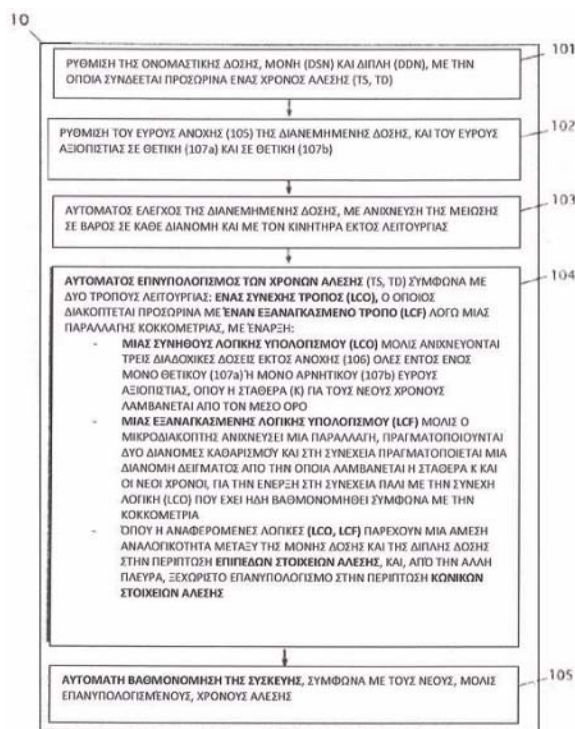 10
101
ΡΥΘΜΙΣΗ ΤΗΣ ΟΝΟΜΑΣΤΙΚΗΣ ΔΟΣΗΣ, ΜΟΝΗ (DSN) ΚΑΙ ΔΙΠΛΗ (DDN), ΜΕ ΤΗΝ
ΟΠΟΙΑ ΣΥΝΔΕΕΤΑΙ ΠΡΟΣΩΡΙΝΑ ΕΝΑΣ ΧΡΟΝΟΣ ΑΛΕΣΗΣ (TS, TD)
102
ΡΥΘΜΙΣΗ ΤΟΥ ΕΥΡΟΥΣ ΑΝΟΧΗΣ (105) ΤΗΣ ΔΙΑΝΕΜΗΜΕΝΗΣ ΔΟΣΗΣ, ΚΑΙ ΤΟΥ ΕΥΡΟΥΣ
ΑΞΙΟΠΙΣΤΙΑΣ ΣΕ ΘΕΤΙΚΗ (107a) ΚΑΙ ΣΕ ΘΕΤΙΚΗ (107b)
103
ΑΥΤΟΜΑΤΟΣ ΕΛΕΓΧΟΣ ΤΗΣ ΔΙΑΝΕΜΗΜΕΝΗΣ ΔΟΣΗΣ, ΜΕ ΑΝΙΧΝΕΥΣΗ ΤΗΣ ΜΕΙΩΣΗΣ
ΣΕ ΒΑΡΟΣ ΣΕ ΚΑΘΕ ΔΙΑΝΟΜΗ ΚΑΙ ΜΕ ΤΟΝ ΚΙΝΗΤΗΡΑ ΕΚΤΟΣ ΛΕΙΤΟΥΡΓΙΑΣ
104
ΑΥΤΟΜΑΤΟΣ ΕΠΝΥΠΟΛΟΓΙΣΜΟΣ ΤΩΝ ΧΡΟΝΩΝ ΑΛΕΣΗΣ (TS, TD) ΣΥΜΦΩΝΑ ΜΕ
ΔΥΟ ΤΡΟΠΟΥΣ ΛΕΙΤΟΥΡΓΙΑΣ: ΕΝΑΣ ΣΥΝΕΧΗΣ ΤΡΟΠΟΣ (LCO), Ο ΟΠΟΙΟΣ
ΔΙΑΚΟΠΤΕΤΑΙ ΠΡΟΣΩΡΙΝΑ ΜΕ ΈΝΑΝ ΕΞΑΝΑΓΚΑΣΜΕΝΟ ΤΡΟΠΟ (LCF) ΛΟΓΩ ΜΙΑΣ
ΠΑΡΑΛΛΑΓΗΣ ΚΟΚΚΟΜΕΤΡΙΑΣ, ΜΕ ΈΝΑΡΞΗ:
- ΜΙΑΣ ΣΥΝΗΘΟΥΣ ΛΟΓΙΚΗΣ ΥΠΟΛΟΓΙΣΜΟΥ (LCO) ΜΟΛΙΣ ΑΝΙΧΝΕΥΟΝΤΑΙ
ΤΡΕΙΣ ΔΙΑΔΟΧΙΚΕΣ ΔΟΣΕΙΣ ΕΚΤΟΣ ΑΝΟΧΗΣ (106) ΟΛΕΣ ΕΝΤΟΣ ΕΝΟΣ
ΜΟΝΟ ΘΕΤΙΚΟΥ (107a) Ή ΜΟΝΟ ΑΡΝΗΤΙΚΟΥ (107b) ΕΥΡΟΥΣ
ΑΞΙΟΠΙΣΤΙΑΣ, ΟΠΟΥ Η ΣΤΑΘΕΡΑ (K) ΓΙΑ ΤΟΥΣ ΝΕΟΥΣ ΧΡΟΝΟΥΣ
ΛΑΜΒΑΝΕΤΑΙ ΑΠΟ ΤΟΝ ΜΕΣΟ ΟΡΟ
- ΜΙΑΣ ΕΞΑΝΑΓΚΑΣΜΕΝΗΣ ΛΟΓΙΚΗΣ ΥΠΟΛΟΓΙΣΜΟΥ (LCF) ΜΟΛΙΣ Ο
ΜΙΚΡΟΔΙΑΚΟΠΤΗΣ ΑΝΙΧΝΕΥΣΕΙ ΜΙΑ ΠΑΡΑΛΛΑΓΗ, ΠΡΑΓΜΑΤΟΠΟΙΟΥΝΤΑΙ
ΔΥΟ ΔΙΑΝΟΜΕΣ ΚΑΘΑΡΙΣΜΟΥ ΚΑΙ ΣΤΗ ΣΥΝΕΧΕΙΑ ΠΡΑΓΜΑΤΟΠΟΙΕΤΑΙ ΜΙΑ
ΔΙΑΝΟΜΗ ΔΕΙΓΜΑΤΟΣ ΑΠΟ ΤΗΝ ΟΠΟΙΑ ΛΑΜΒΑΝΕΤΑΙ Η ΣΤΑΘΕΡΑ Κ ΚΑΙ
ΟΙ ΝΕΟΙ ΧΡΟΝΟΙ, ΓΙΑ ΤΗΝ ΕΝΕΡΞΗ ΣΤΗ ΣΥΝΕΧΕΙΑ ΠΑΛΙ ΜΕ ΤΗΝ ΣΥΝΕΧΗ
ΛΟΓΙΚΗ (LCO) ΠΟΥ ΕΧΕΙ ΗΔΗ ΒΑΘΜΟΝΟΜΗΘΕΙ ΣΥΜΦΩΝΑ ΜΕ ΤΗΝ
ΚΟΚΚΟΜΕΤΡΙΑ
- ΌΠΟΥ Η ΑΝΑΦΕΡΟΜΕΝΕΣ ΛΟΓΙΚΕΣ (LCO, LCF) ΠΑΡΕΧΟΥΝ ΜΙΑ ΑΜΕΣΗ
ΑΝΑΛΟΓΙΚΟΤΗΤΑ ΜΕΤΑΞΥ ΤΗΣ ΜΟΝΗΣ ΔΟΣΗΣ ΚΑΙ ΤΗΣ ΔΙΠΛΗΣ ΔΟΣΗΣ
ΣΤΗΝ ΠΕΡΙΠΤΩΣΗ ΕΠΙΠΕΔΩΝ ΣΤΟΙΧΕΙΩΝ ΑΛΕΣΗΣ, ΚΑΙ, ΑΠΌ ΤΗΝ ΑΛΛΗ
ΠΛΕΥΡΑ, ΞΕΧΩΡΙΣΤΟ ΕΠΑΝΥΠΟΛΟΓΙΣΜΟ ΣΤΗΝ ΠΕΡΙΠΤΩΣΗ ΚΩΝΙΚΩΝ
ΣΤΟΙΧΕΙΩΝ ΑΛΕΣΗΣ
105
ΑΥΤΟΜΑΤΗ ΒΑΘΜΟΝΟΜΗΣΗ ΤΗΣ ΣΥΣΚΕΥΗΣ, ΣΥΜΦΩΝΑ ΜΕ ΤΟΥΣ ΝΕΟΥΣ, ΜΟΛΙΣ
ΕΠΑΝΥΠΟΛΟΓΙΣΜΈΝΟΥΣ, ΧΡΟΝΟΥΣ ΑΛΕΣΗΣ